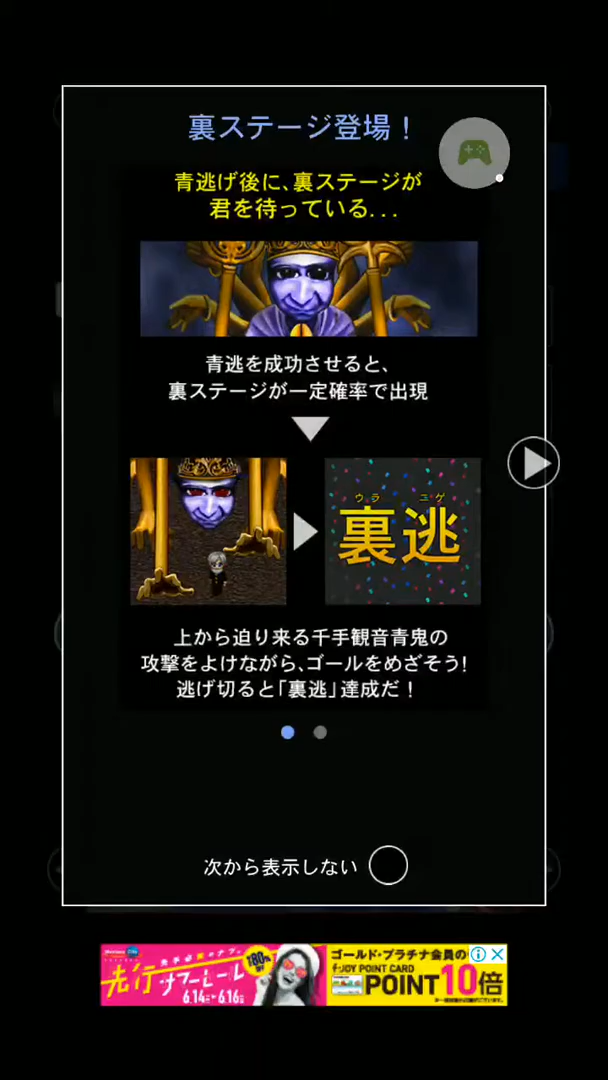 裏ステージ登場！
青逃げ後に、裏ステージが
君を待っている...
青逃を成功させると、
裏ステージが一定確率で出現
ウラ ニゲ
裏逃
上から迫り来る千手観音青鬼の
攻撃をよけながら、ゴールをめざそう!
逃げ切ると「裏逃」達成だ！
次から表示しない
先行サマーセール
6.14 6.16
80%OFF
ゴールド・プラチナ会員の
f-JOY POINT CARD
POINT10倍